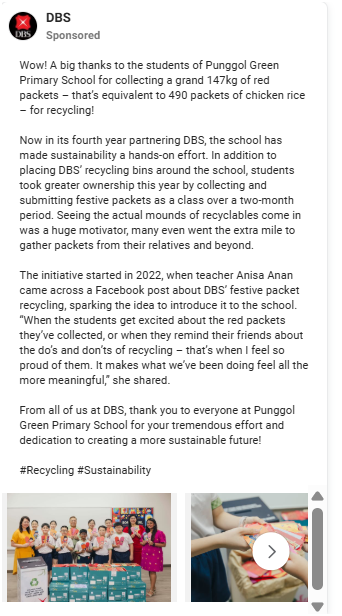 DBS
DBS
Sponsored
Wow! A big thanks to the students of Punggol Green
Primary School for collecting a grand 147kg of red
packets – that's equivalent to 490 packets of chicken rice
– for recycling!
Now in its fourth year partnering DBS, the school has
made sustainability a hands-on effort. In addition to
placing DBS' recycling bins around the school, students
took greater ownership this year by collecting and
submitting festive packets as a class over a two-month
period. Seeing the actual mounds of recyclables come in
was a huge motivator, many even went the extra mile to
gather packets from their relatives and beyond.
The initiative started in 2022, when teacher Anisa Anan
came across a Facebook post about DBS' festive packet
recycling, sparking the idea to introduce it to the school.
“When the students get excited about the red packets
they've collected, or when they remind their friends about
the do's and don'ts of recycling – that's when I feel so
proud of them. It makes what we've been doing feel all the
more meaningful,” she shared.
From all of us at DBS, thank you to everyone at Punggol
Green Primary School for your tremendous effort and
dedication to creating a more sustainable future!
#Recycling #Sustainability